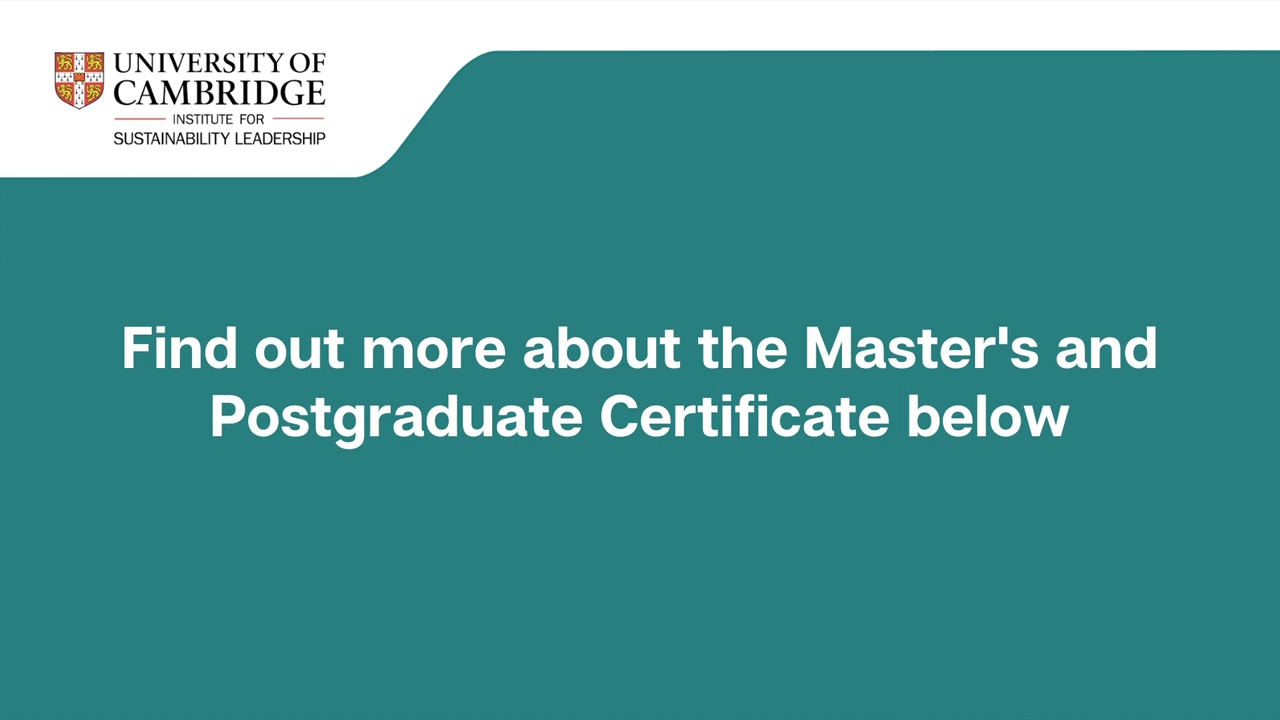 UNIVERSITY OF
CAMBRIDGE
INSTITUTE FOR
SUSTAINABILITY LEADERSHIP
Find out more about the Master's and
Postgraduate Certificate below